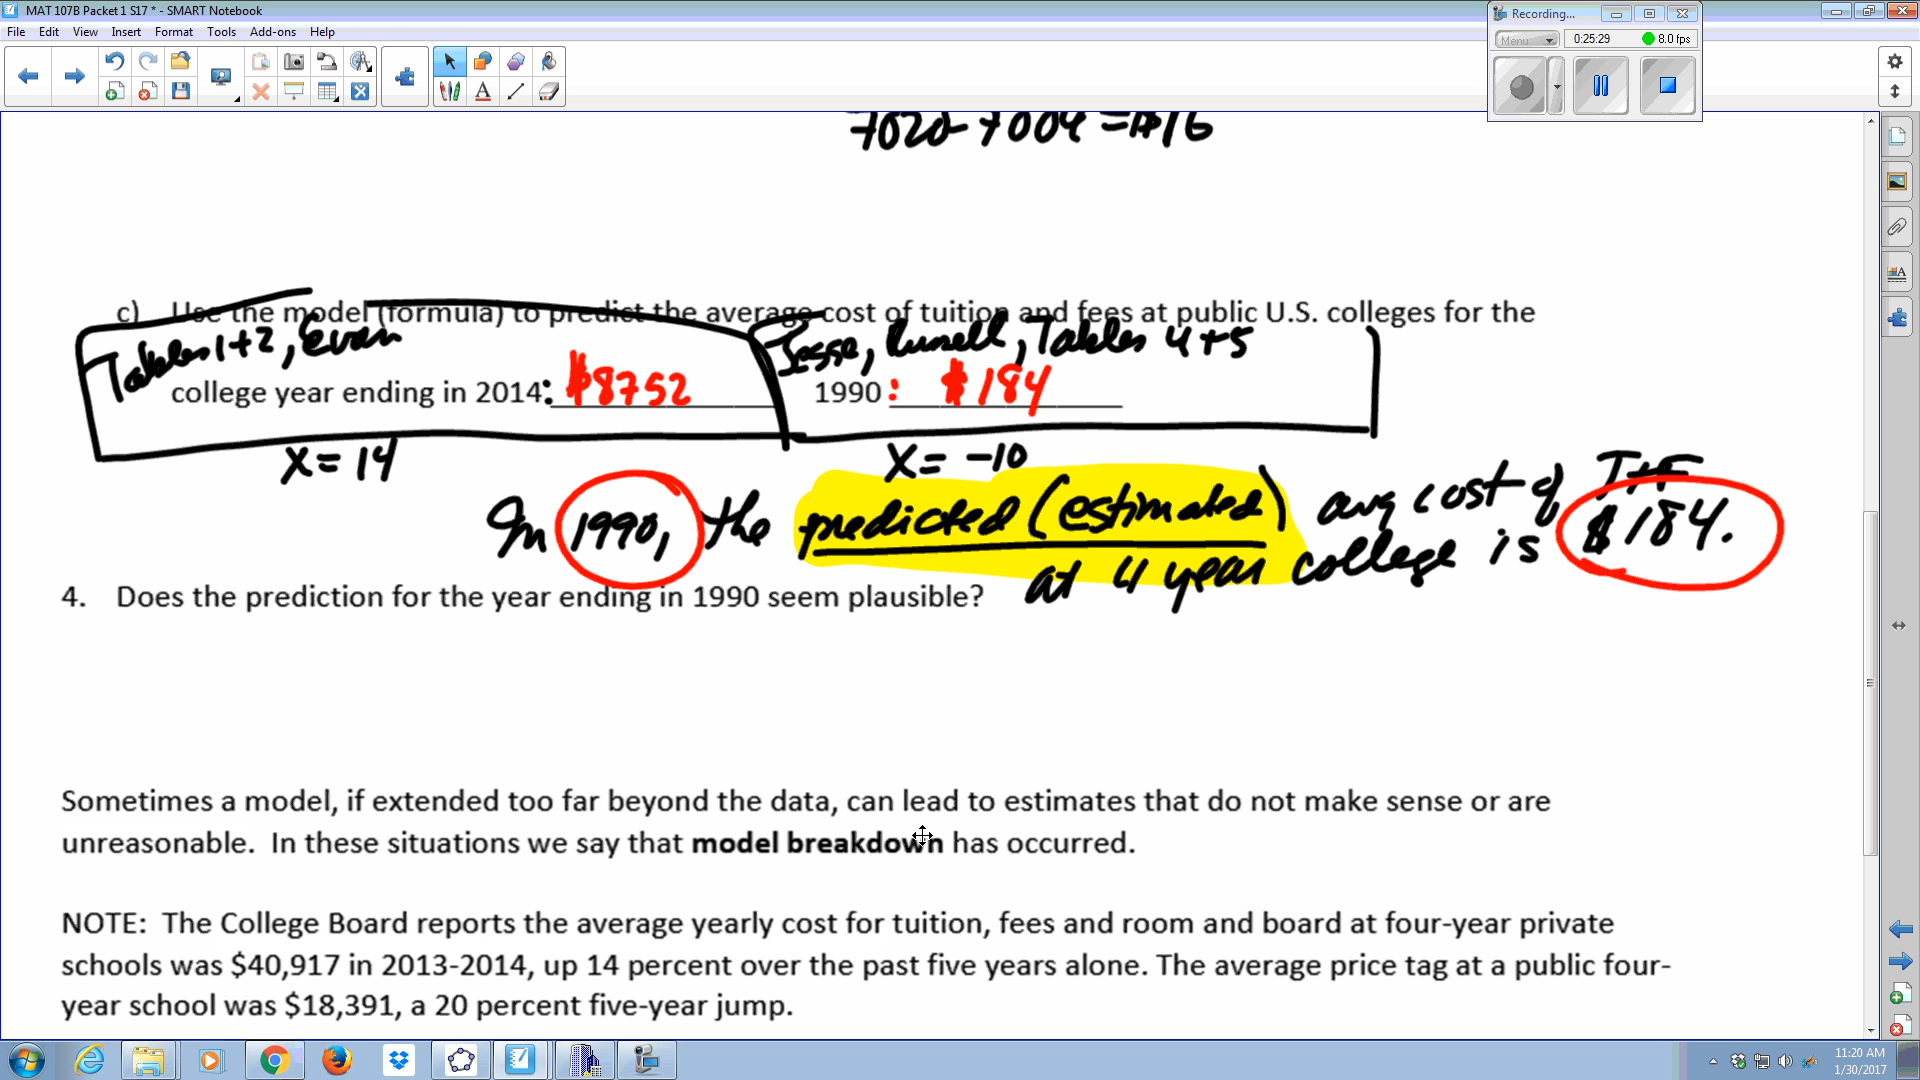 MAT 107B Packet 1 S17 * - SMART Notebook
File Edit View Insert Format Tools Add-ons Help
Recording...
Menu 0:25:29 8.0 fps
7020-7004 = $16
c) Use the model (formula) to predict the average cost of tuition and fees at public U.S. colleges for the
Tables 1+2, Evan Jesse, Russell, Tables 4+5
college year ending in 2014: $8752 1990: $184
X= 14 X= -10
In 1990, the predicted (estimated) avg cost of T+F
at 4 year college is $184.
4. Does the prediction for the year ending in 1990 seem plausible?
Sometimes a model, if extended too far beyond the data, can lead to estimates that do not make sense or are
unreasonable. In these situations we say that model breakdown has occurred.
NOTE: The College Board reports the average yearly cost for tuition, fees and room and board at four-year private
schools was $40,917 in 2013-2014, up 14 percent over the past five years alone. The average price tag at a public four-
year school was $18,391, a 20 percent five-year jump.
11:20 AM
1/30/2017